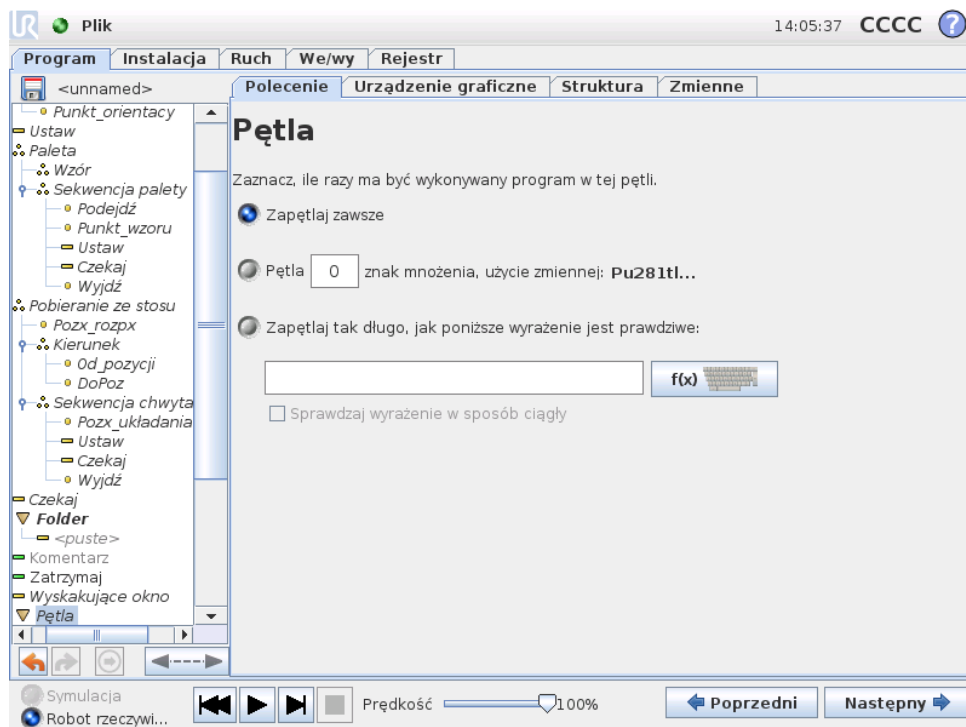 UR Plik 14:05:37 CCCC ?
Program Instalacja Ruch We/wy Rejestr
<unnamed>
Polecenie Urządzenie graficzne Struktura Zmienne
Punkt_orientacy
Ustaw
Paleta
Wzór
Sekwencja palety
Podejdź
Punkt_wzoru
Ustaw
Czekaj
Wyjdź
Pobieranie ze stosu
Pozx_rozpx
Kierunek
Od_pozycji
DoPoz
Sekwencja chwyta
Pozx_układania
Ustaw
Czekaj
Wyjdź
Czekaj
Folder
<puste>
Komentarz
Zatrzymaj
Wyskakujące okno
Pętla
Pętla
Zaznacz, ile razy ma być wykonywany program w tej pętli.
Zapętlaj zawsze
Pętla 0 znak mnożenia, użycie zmiennej: Pu281tl...
Zapętlaj tak długo, jak poniższe wyrażenie jest prawdziwe:
f(x)
Sprawdzaj wyrażenie w sposób ciągły
Symulacja
Robot rzeczywi...
Prędkość 100%
Poprzedni Następny